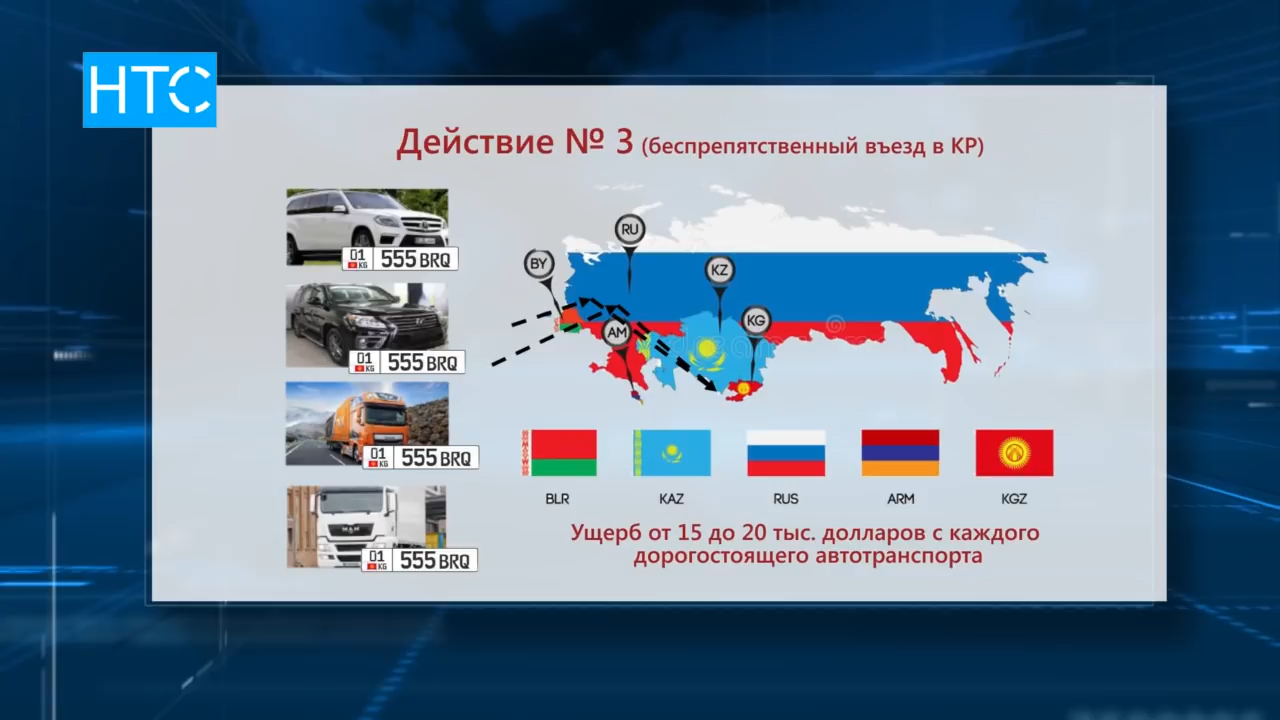 НТС
Действие № 3 (беспрепятственный въезд в КР)
01 KG 555 BRQ
01 KG 555 BRQ
01 KG 555 BRQ
MAN
01 KG 555 BRQ
RU
BY
KZ
KG
AM
BLR
KAZ
RUS
ARM
KGZ
Ущерб от 15 до 20 тыс. долларов с каждого
дорогостоящего автотранспорта